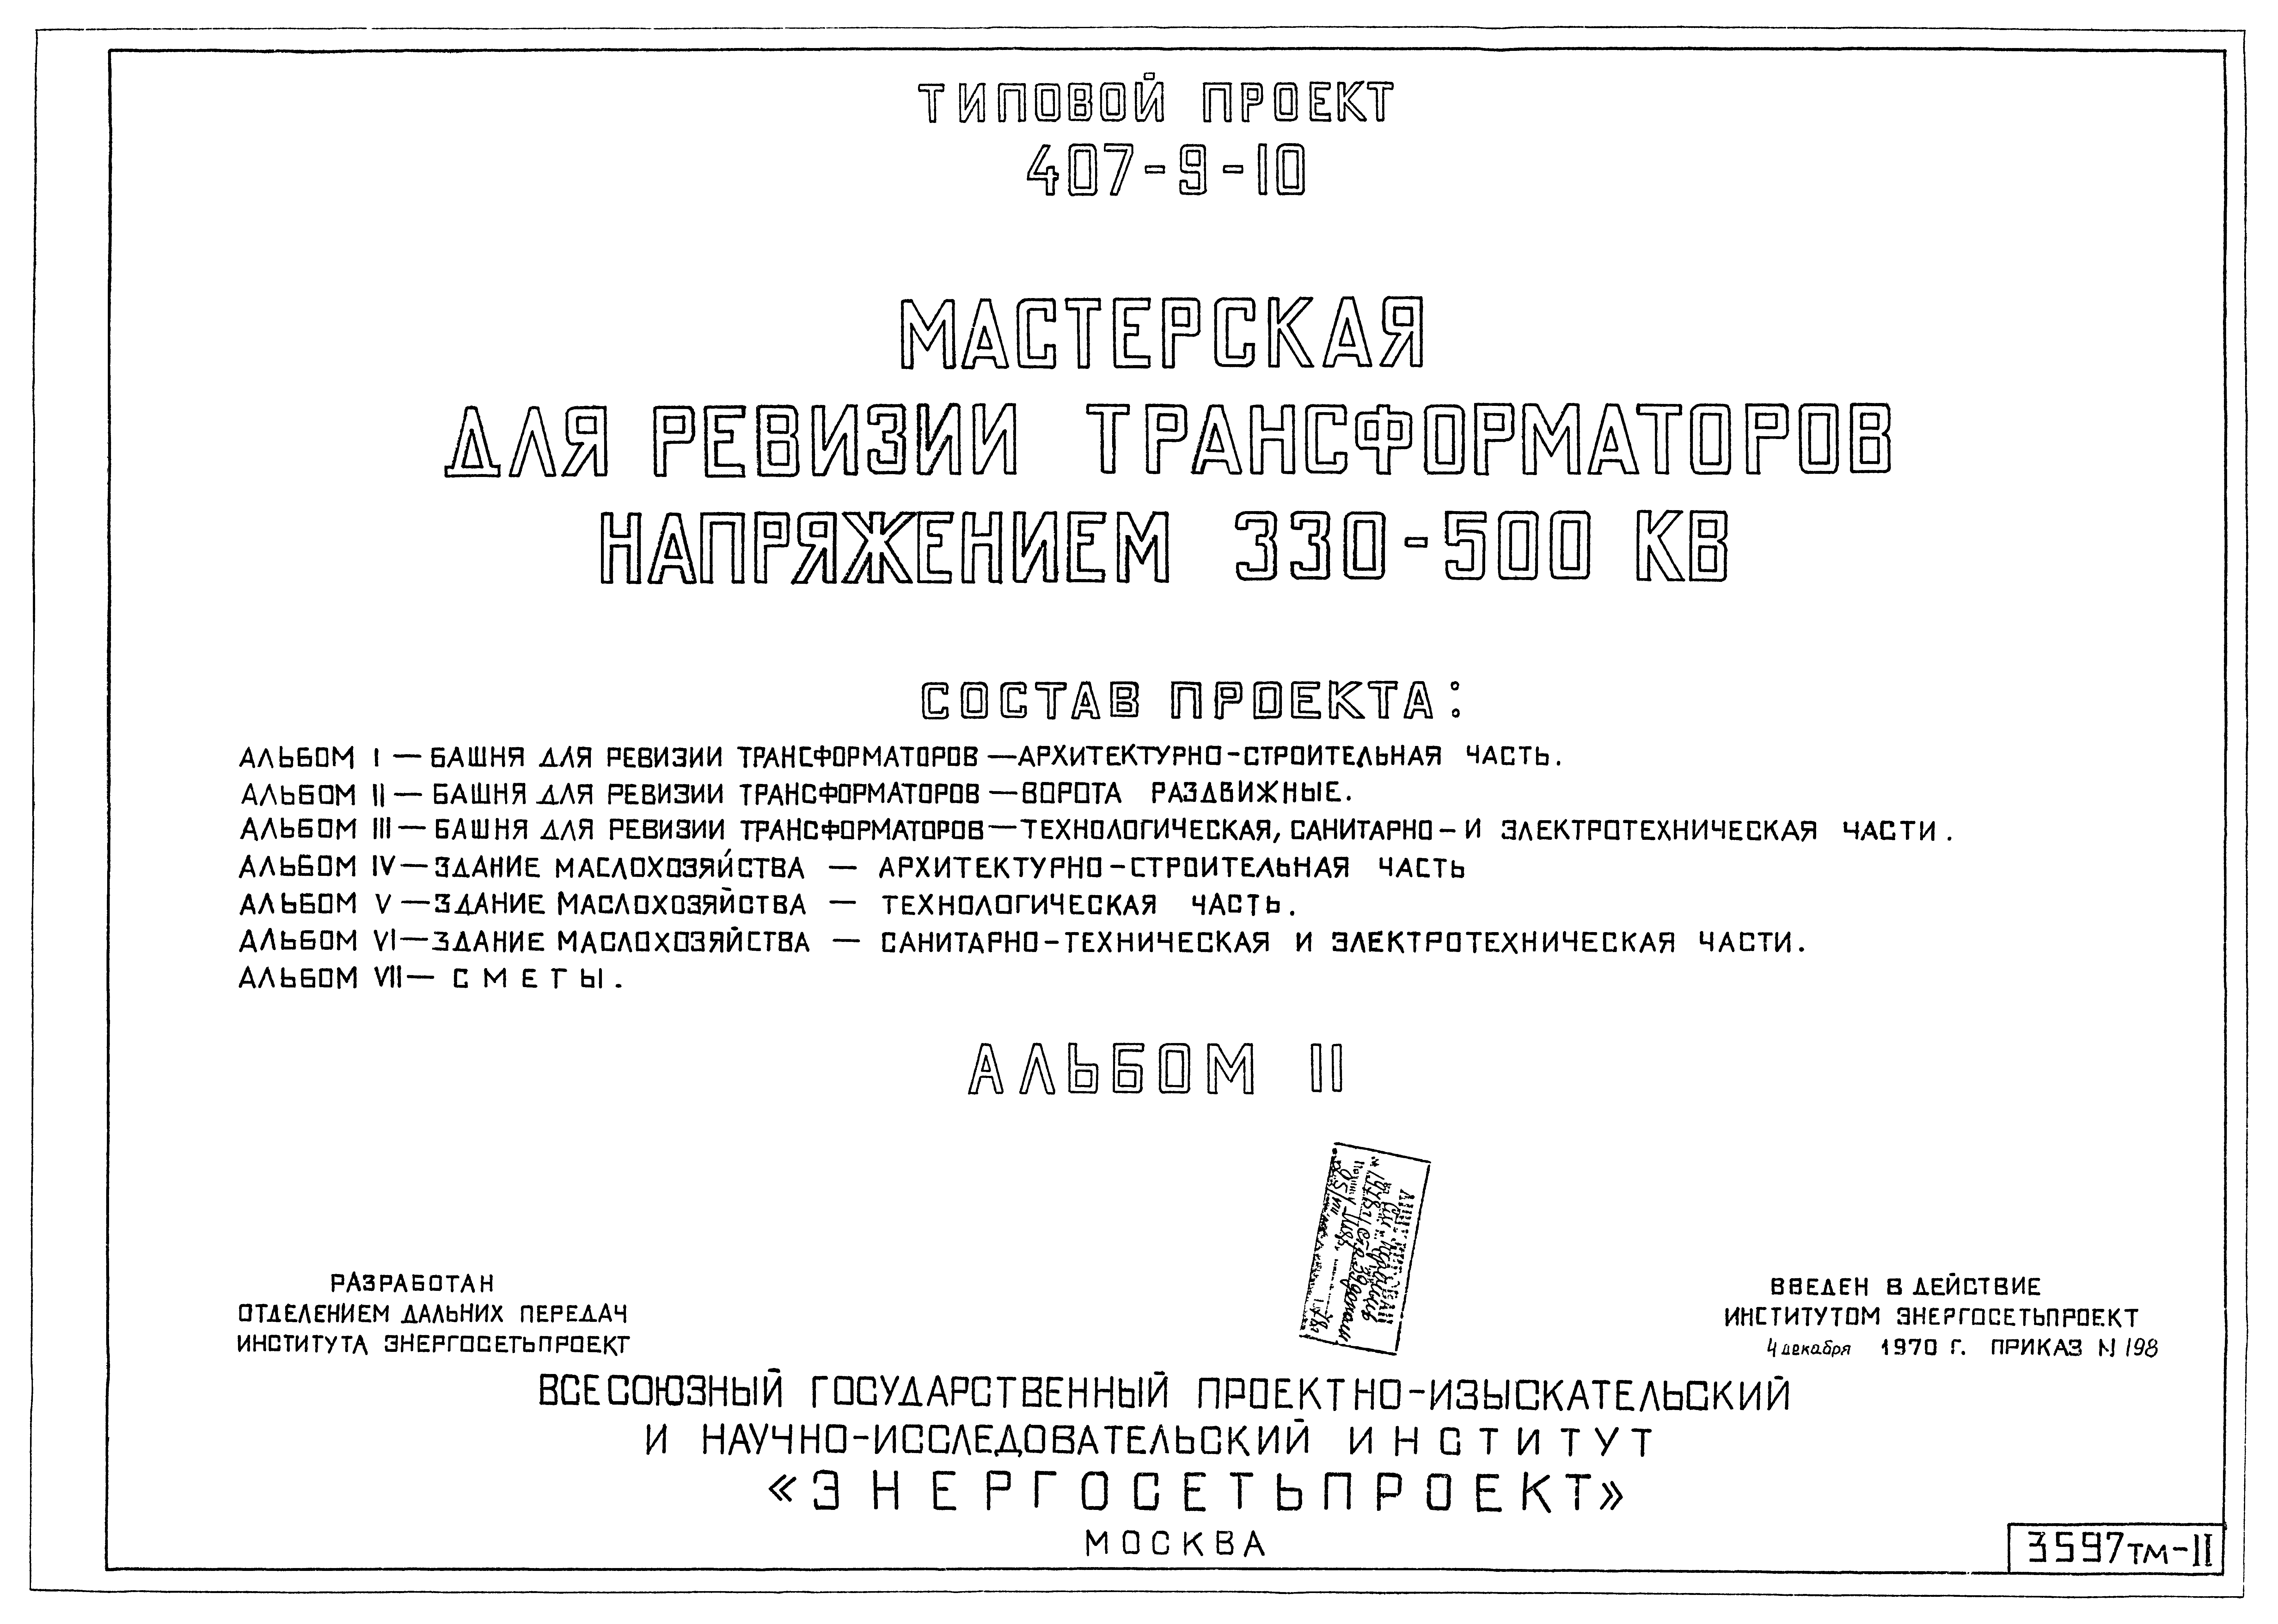 ТИПОВОЙ ПРОЕКТ
407-9-10
МАСТЕРСКАЯ
ДЛЯ РЕВИЗИИ ТРАНСФОРМАТОРОВ
НАПРЯЖЕНИЕМ 330-500 КВ
СОСТАВ ПРОЕКТА:
АЛЬБОМ I — БАШНЯ ДЛЯ РЕВИЗИИ ТРАНСФОРМАТОРОВ — АРХИТЕКТУРНО-СТРОИТЕЛЬНАЯ ЧАСТЬ.
АЛЬБОМ II — БАШНЯ ДЛЯ РЕВИЗИИ ТРАНСФОРМАТОРОВ — ВОРОТА РАЗДВИЖНЫЕ.
АЛЬБОМ III — БАШНЯ ДЛЯ РЕВИЗИИ ТРАНСФОРМАТОРОВ — ТЕХНОЛОГИЧЕСКАЯ, САНИТАРНО- И ЭЛЕКТРОТЕХНИЧЕСКАЯ ЧАСТИ.
АЛЬБОМ IV — ЗДАНИЕ МАСЛОХОЗЯЙСТВА — АРХИТЕКТУРНО-СТРОИТЕЛЬНАЯ ЧАСТЬ
АЛЬБОМ V — ЗДАНИЕ МАСЛОХОЗЯЙСТВА — ТЕХНОЛОГИЧЕСКАЯ ЧАСТЬ.
АЛЬБОМ VI — ЗДАНИЕ МАСЛОХОЗЯЙСТВА — САНИТАРНО-ТЕХНИЧЕСКАЯ И ЭЛЕКТРОТЕХНИЧЕСКАЯ ЧАСТИ.
АЛЬБОМ VII — СМЕТЫ.
АЛЬБОМ II
РАЗРАБОТАН
ОТДЕЛЕНИЕМ ДАЛЬНИХ ПЕРЕДАЧ
ИНСТИТУТА ЭНЕРГОСЕТЬПРОЕКТ
ВВЕДЕН В ДЕЙСТВИЕ
ИНСТИТУТОМ ЭНЕРГОСЕТЬПРОЕКТ
4 декабря 1970 Г. ПРИКАЗ N 198
ВСЕСОЮЗНЫЙ ГОСУДАРСТВЕННЫЙ ПРОЕКТНО-ИЗЫСКАТЕЛЬСКИЙ
И НАУЧНО-ИССЛЕДОВАТЕЛЬСКИЙ ИНСТИТУТ
«ЭНЕРГОСЕТЬПРОЕКТ»
МОСКВА
3597тм-II